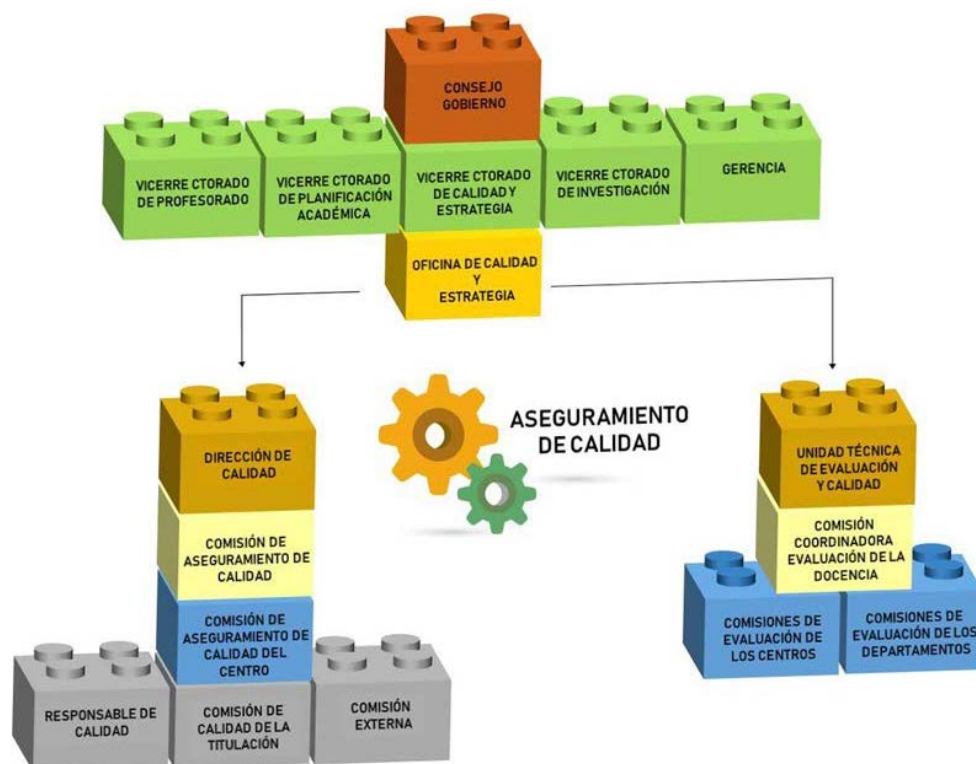 CONSEJO
GOBIERNO
VICERRE CTORADO
DE PROFESORADO
VICERRE CTORADO
DE PLANIFICACIÓN
ACADÉMICA
VICERRE CTORADO
DE CALIDAD Y
ESTRATEGIA
VICERRE CTORADO
DE INVESTIGACIÓN
GERENCIA
OFICINA DE CALIDAD
Y
ESTRATEGIA
DIRECCIÓN DE
CALIDAD
COMISIÓN DE
ASEGURAMIENTO DE
CALIDAD
COMISIÓN DE
ASEGURAMIENTO DE
CALIDAD DEL
CENTRO
RESPONSABLE DE
CALIDAD
COMISIÓN DE
CALIDAD DE LA
TITULACIÓN
COMISIÓN
EXTERNA
ASEGURAMIENTO
DE CALIDAD
UNIDAD TÉCNICA
DE EVALUACIÓN
Y CALIDAD
COMISIÓN
COORDINADORA
EVALUACIÓN DE LA
DOCENCIA
COMISIONES DE
EVALUACIÓN DE
LOS CENTROS
COMISIONES DE
EVALUACIÓN DE LOS
DEPARTAMENTOS